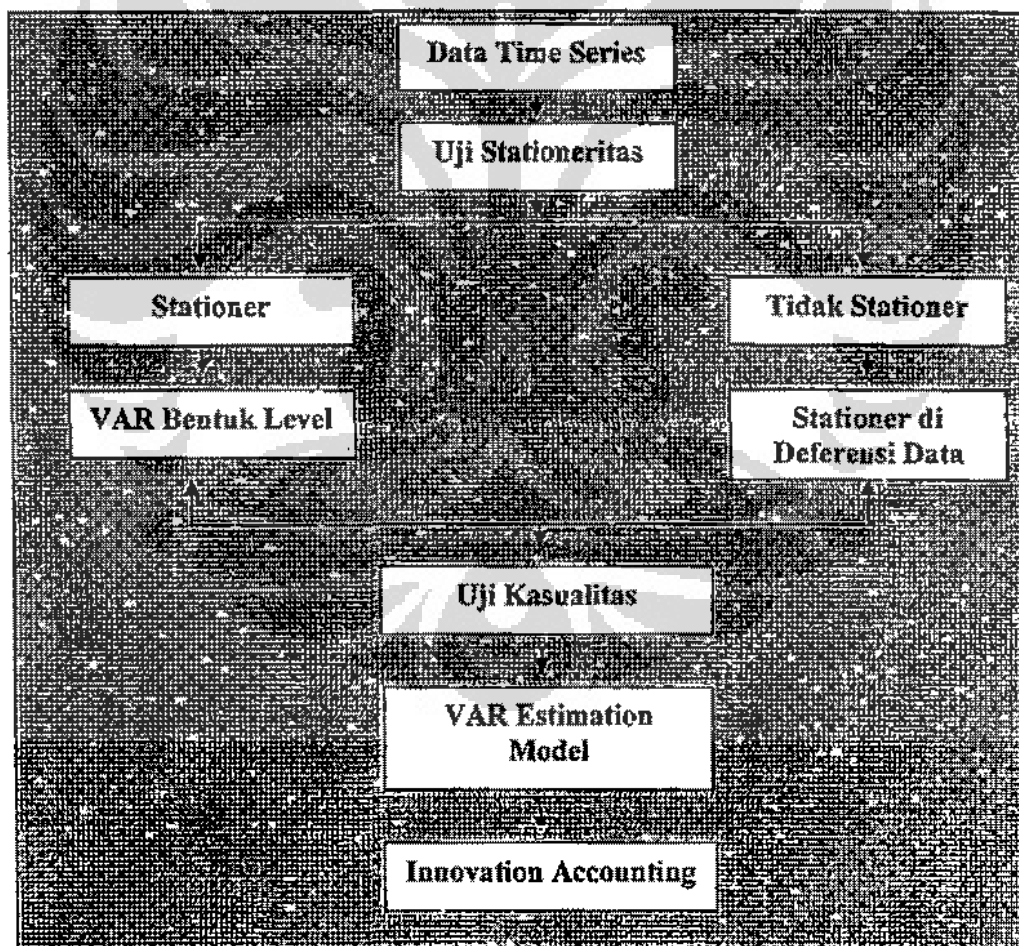 Data Time Series
Uji Stationeritas
Stationer
Tidak Stationer
VAR Bentuk Level
Stationer di
Deferensi Data
Uji Kasualitas
VAR Estimation
Model
Innovation Accounting